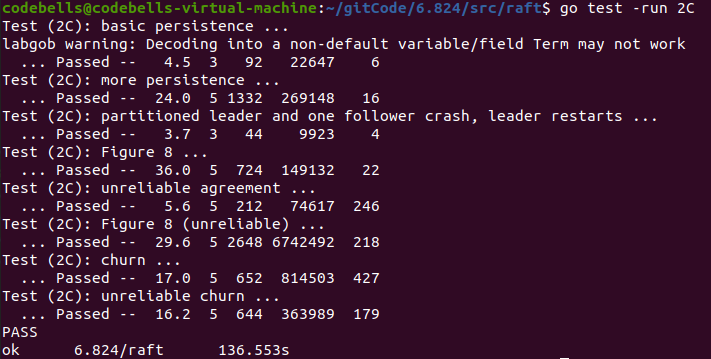 codebells@codebells-virtual-machine:~/gitCode/6.824/src/raft$ go test -run 2C
Test (2C): basic persistence ...
labgob warning: Decoding into a non-default variable/field Term may not work
  ... Passed --   4.5  3   92   22647    6
Test (2C): more persistence ...
  ... Passed --  24.0  5 1332  269148   16
Test (2C): partitioned leader and one follower crash, leader restarts ...
  ... Passed --   3.7  3   44    9923    4
Test (2C): Figure 8 ...
  ... Passed --  36.0  5  724  149132   22
Test (2C): unreliable agreement ...
  ... Passed --   5.6  5  212   74617  246
Test (2C): Figure 8 (unreliable) ...
  ... Passed --  29.6  5 2648 6742492  218
Test (2C): churn ...
  ... Passed --  17.0  5  652  814503  427
Test (2C): unreliable churn ...
  ... Passed --  16.2  5  644  363989  179
PASS
ok      6.824/raft      136.553s